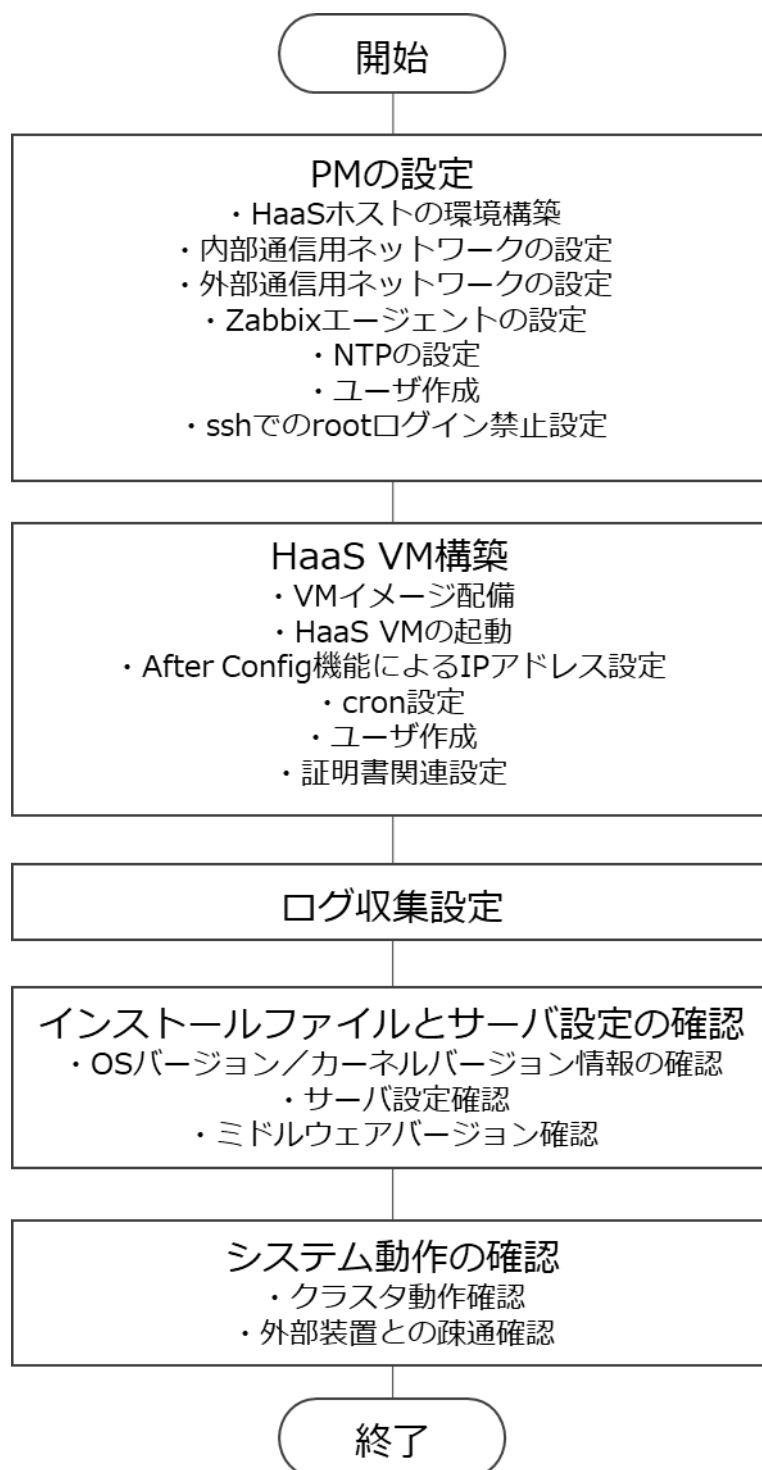 開始
PMの設定
・HaaSホストの環境構築
・内部通信用ネットワークの設定
・外部通信用ネットワークの設定
・Zabbixエージェントの設定
・NTPの設定
・ユーザ作成
・sshでのrootログイン禁止設定
HaaS VM構築
・VMイメージ配備
・HaaS VMの起動
・After Config機能によるIPアドレス設定
・cron設定
・ユーザ作成
・証明書関連設定
ログ収集設定
インストールファイルとサーバ設定の確認
・OSバージョン／カーネルバージョン情報の確認
・サーバ設定確認
・ミドルウェアバージョン確認
システム動作の確認
・クラスタ動作確認
・外部装置との疎通確認
終了